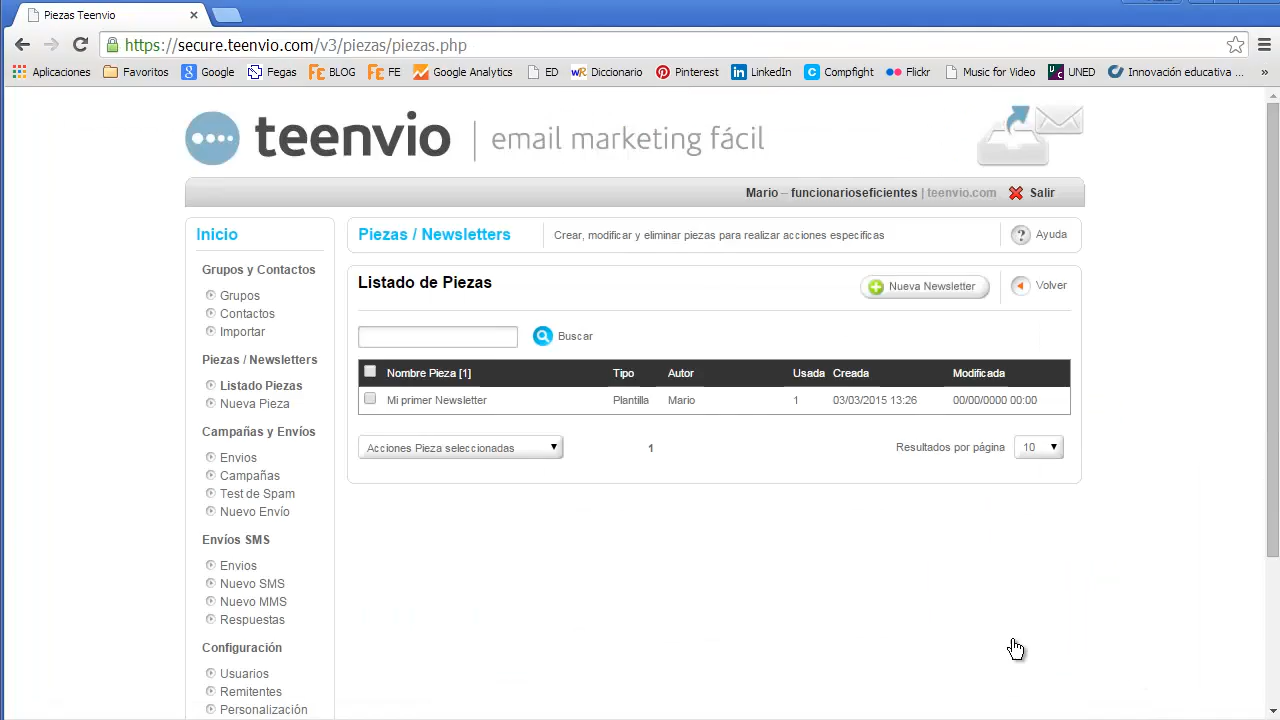 Piezas Teenvio
https://secure.teenvio.com/v3/piezas/piezas.php
Aplicaciones Favoritos Google Fagas BLOG FE Google Analytics ED Diccionario Pinterest LinkedIn Compfight Flickr Music for Video UNED Innovación educativa ... »
teenvio | email marketing fácil
Mario – funcionarioseficientes | teenvio.com Salir
Inicio
Grupos y Contactos
Grupos
Contactos
Importar
Piezas / Newsletters
Listado Piezas
Nueva Pieza
Campañas y Envíos
Envios
Campañas
Test de Spam
Nuevo Envío
Envíos SMS
Envios
Nuevo SMS
Nuevo MMS
Respuestas
Configuración
Usuarios
Remitentes
Personalización
Piezas / Newsletters Crear, modificar y eliminar piezas para realizar acciones especificas Ayuda
Listado de Piezas Nueva Newsletter Volver
Buscar
Nombre Pieza [1] Tipo Autor Usada Creada Modificada
Mi primer Newsletter Plantilla Mario 1 03/03/2015 13:26 00/00/0000 00:00
Acciones Pieza seleccionadas 1 Resultados por página 10